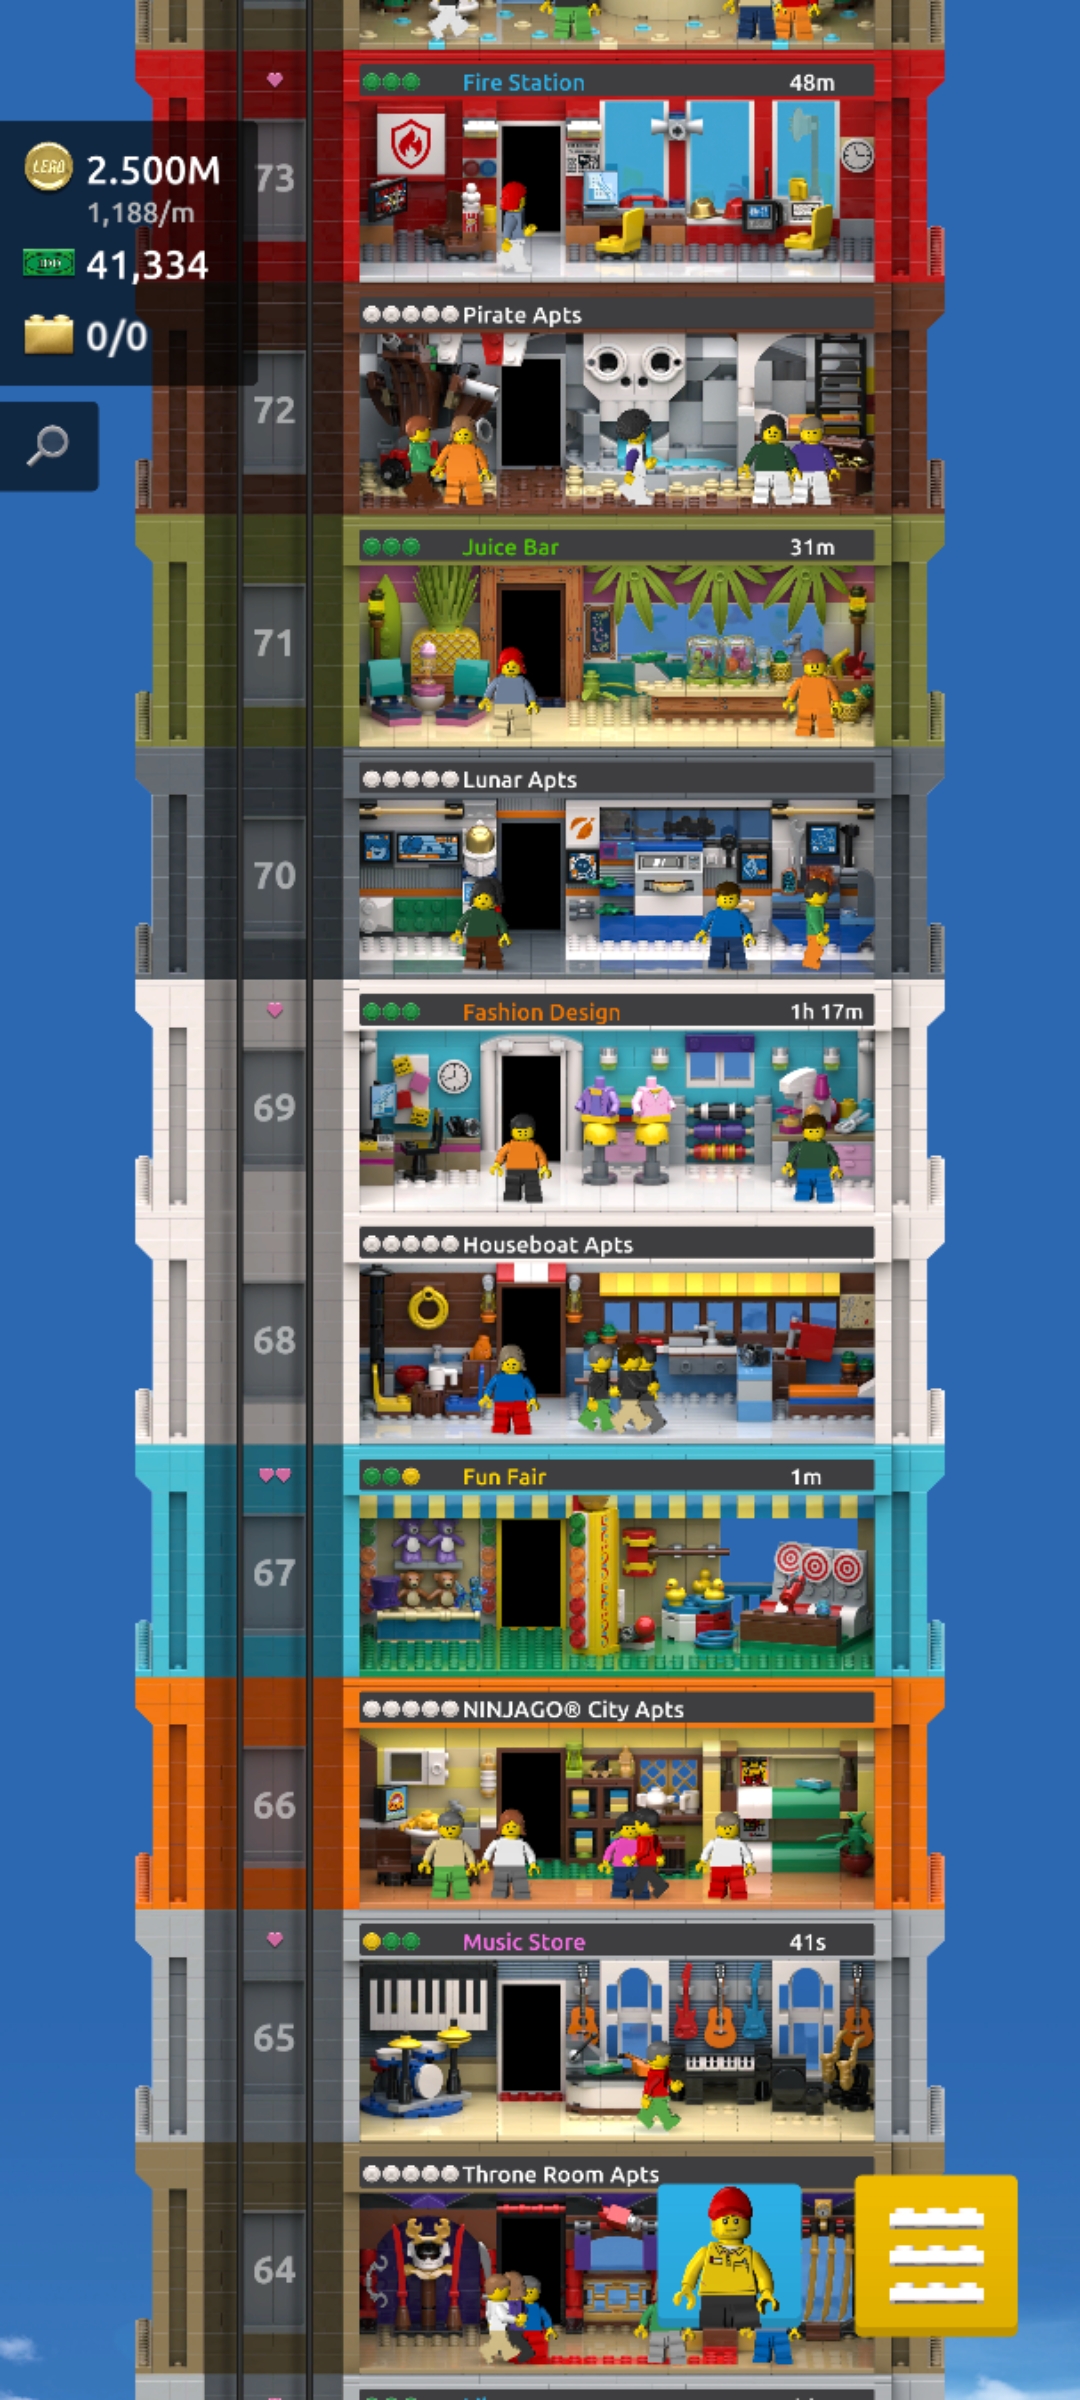 Fire Station 48m
LEGO 2.500M
1,188/m
41,334
0/0
73
Pirate Apts
72
Juice Bar 31m
71
Lunar Apts
70
Fashion Design 1h 17m
69
Houseboat Apts
68
Fun Fair 1m
67
NINJAGO® City Apts
66
Music Store 41s
65
Throne Room Apts
64